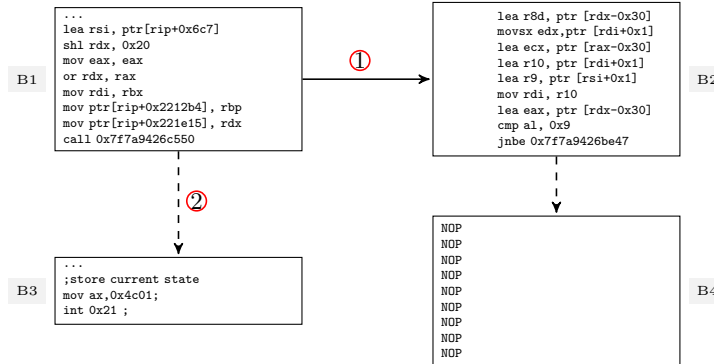 B1
...
lea rsi, ptr[rip+0x6c7]
shl rdx, 0x20
mov eax, eax
or rdx, rax
mov rdi, rbx
mov ptr[rip+0x2212b4], rbp
mov ptr[rip+0x221e15], rdx
call 0x7f7a9426c550
1
lea r8d, ptr [rdx-0x30]
movsx edx,ptr [rdi+0x1]
lea ecx, ptr [rax-0x30]
lea r10, ptr [rdi+0x1]
lea r9, ptr [rsi+0x1]
mov rdi, r10
lea eax, ptr [rdx-0x30]
cmp al, 0x9
jnbe 0x7f7a9426be47
B2
2
B3
...
;store current state
mov ax,0x4c01;
int 0x21 ;
NOP
NOP
NOP
NOP
NOP
NOP
NOP
NOP
NOP
B4